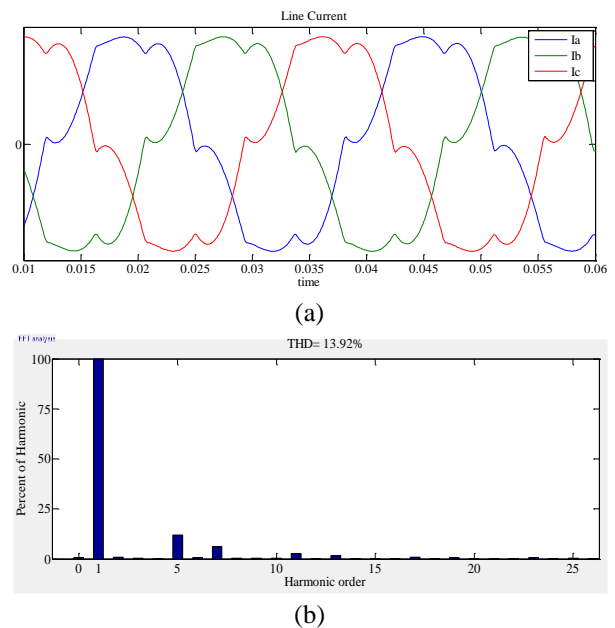 Line Current
Ia
Ib
Ic
0
0.01 0.015 0.02 0.025 0.03 0.035 0.04 0.045 0.05 0.055 0.06
time
(a)
FFT analysis
THD= 13.92%
Percent of Harmonic
100
75
50
25
0
0 1 5 10 15 20 25
Harmonic order
(b)